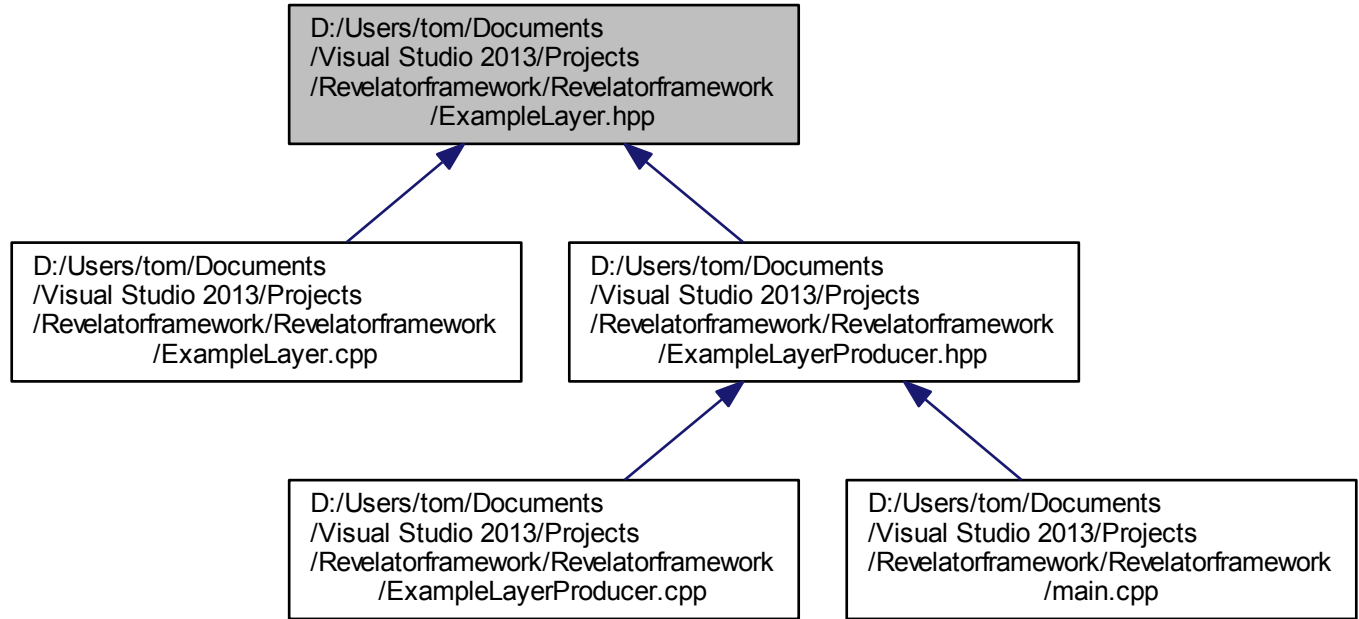 D:/Users/tom/Documents
/Visual Studio 2013/Projects
/Revelatorframework/Revelatorframework
/ExampleLayer.hpp
D:/Users/tom/Documents
/Visual Studio 2013/Projects
/Revelatorframework/Revelatorframework
/ExampleLayer.cpp
D:/Users/tom/Documents
/Visual Studio 2013/Projects
/Revelatorframework/Revelatorframework
/ExampleLayerProducer.hpp
D:/Users/tom/Documents
/Visual Studio 2013/Projects
/Revelatorframework/Revelatorframework
/ExampleLayerProducer.cpp
D:/Users/tom/Documents
/Visual Studio 2013/Projects
/Revelatorframework/Revelatorframework
/main.cpp